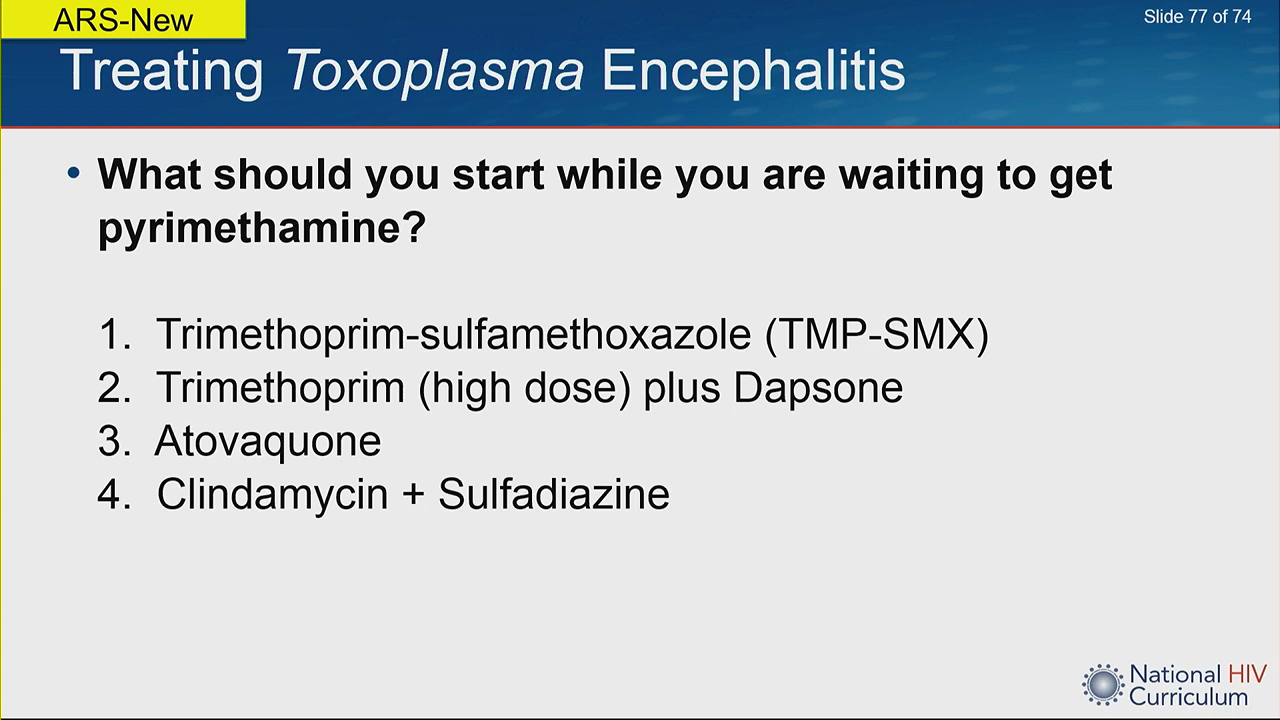 ARS-New
Slide 77 of 74
Treating Toxoplasma Encephalitis
• What should you start while you are waiting to get
pyrimethamine?
1. Trimethoprim-sulfamethoxazole (TMP-SMX)
2. Trimethoprim (high dose) plus Dapsone
3. Atovaquone
4. Clindamycin + Sulfadiazine
National HIV
Curriculum